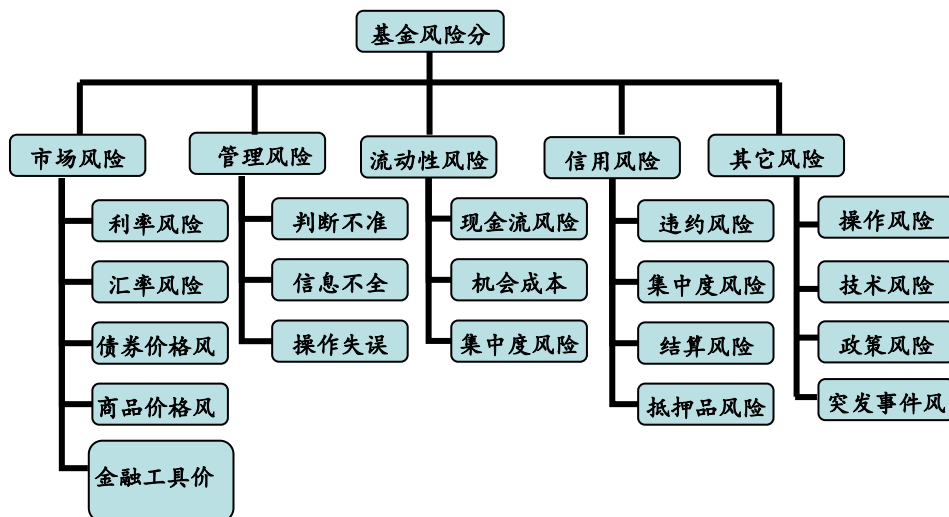 基金风险分
市场风险
管理风险
流动性风险
信用风险
其它风险
利率风险
汇率风险
债券价格风
商品价格风
金融工具价
判断不准
信息不全
操作失误
现金流风险
机会成本
集中度风险
违约风险
集中度风险
结算风险
抵押品风险
操作风险
技术风险
政策风险
突发事件风